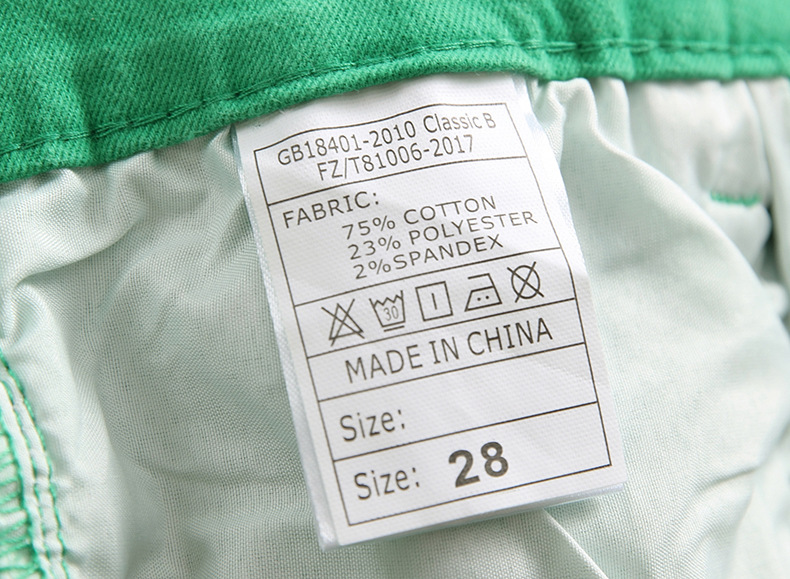 GB18401-2010 Classic B
FZ/T81006-2017
FABRIC:
75% COTTON
23% POLYESTER
2%SPANDEX
30
MADE IN CHINA
Size:
Size: 28